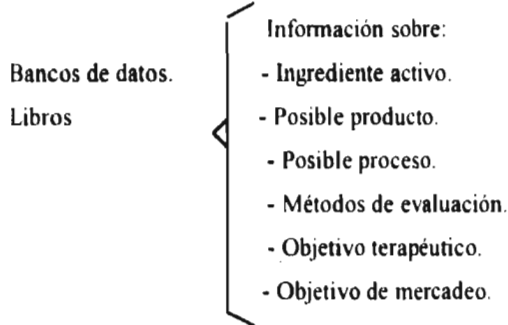 Bancos de datos.
Libros
Información sobre:
- Ingrediente activo.
- Posible producto.
- Posible proceso.
- Métodos de evaluación.
- Objetivo terapéutico.
- Objetivo de mercadeo.